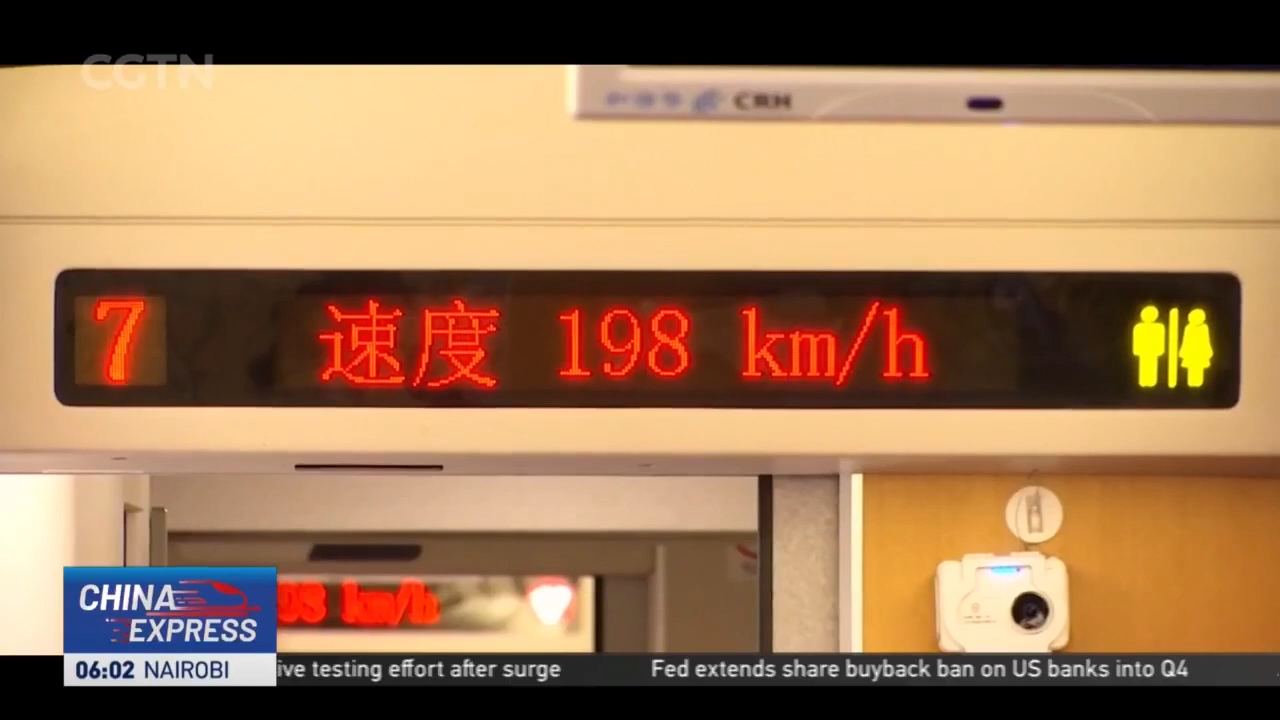 CGTN
CRH
7 速度 198 km/h
km/h
CHINA
EXPRESS
06:02 NAIROBI
ive testing effort after surge Fed extends share buyback ban on US banks into Q4